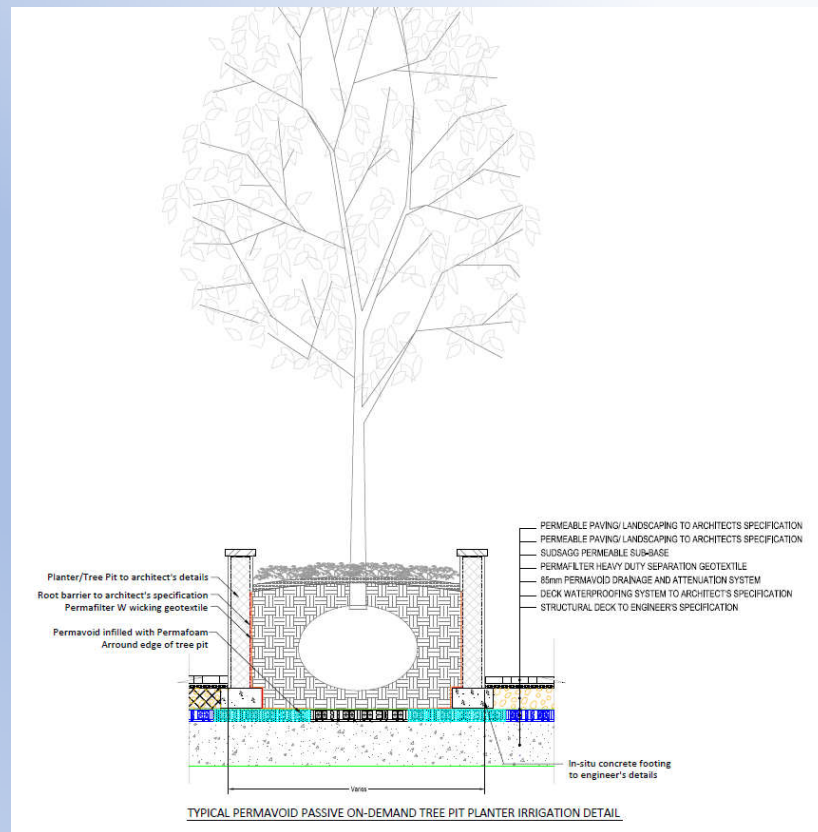 PERMEABLE PAVING/ LANDSCAPING TO ARCHITECTS SPECIFICATION
PERMEABLE PAVING/ LANDSCAPING TO ARCHITECTS SPECIFICATION
SUDSAGG PERMEABLE SUB-BASE
PERMAFILTER HEAVY DUTY SEPARATION GEOTEXTILE
85mm PERMAVOID DRAINAGE AND ATTENUATION SYSTEM
DECK WATERPROOFING SYSTEM TO ARCHITECT'S SPECIFICATION
STRUCTURAL DECK TO ENGINEER'S SPECIFICATION
Planter/Tree Pit to architect's details
Root barrier to architect's specification
Permafilter W wicking geotextile
Permavoid infilled with Permafoam
Arround edge of tree pit
In-situ concrete footing
to engineer's details
Varies
TYPICAL PERMAVOID PASSIVE ON-DEMAND TREE PIT PLANTER IRRIGATION DETAIL